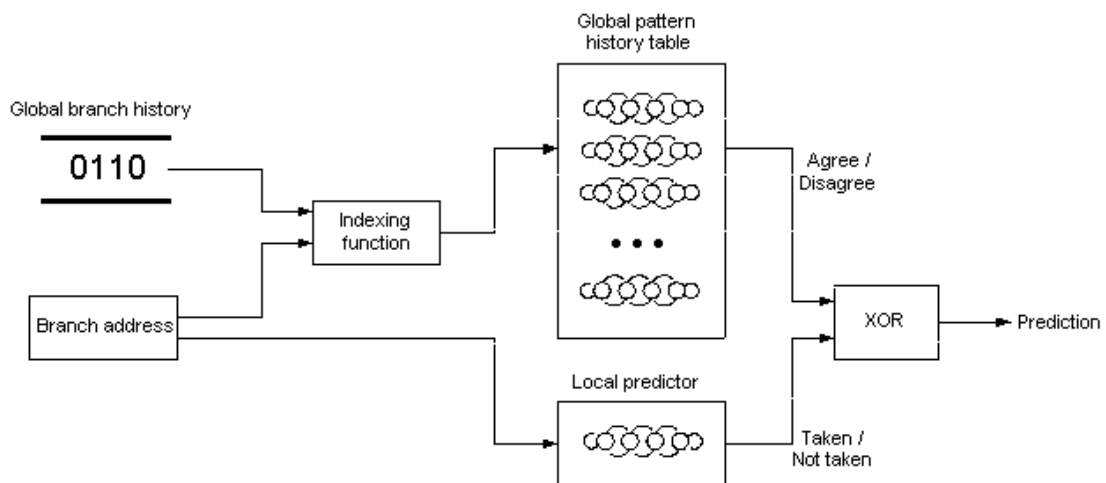 Global pattern
history table
Global branch history
0110
Agree /
Disagree
Indexing
function
Branch address
XOR
Prediction
Local predictor
Taken /
Not taken